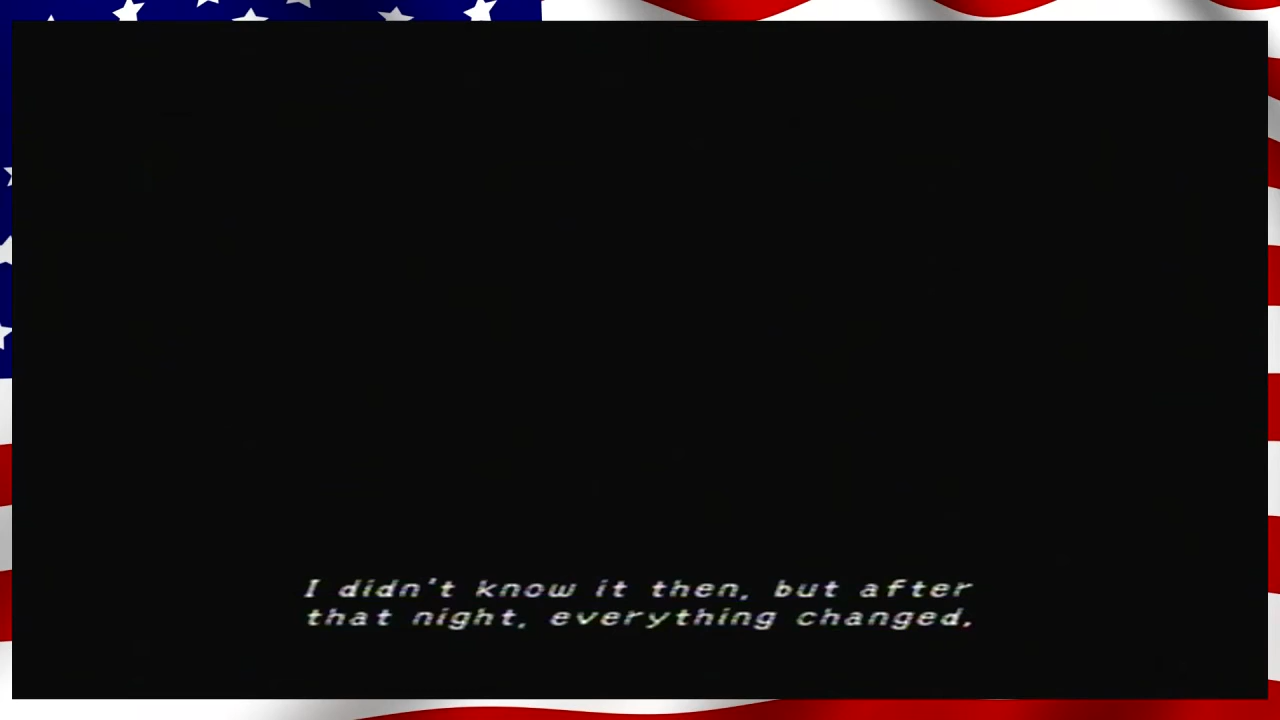 I didn't know it then, but after
that night, everything changed.